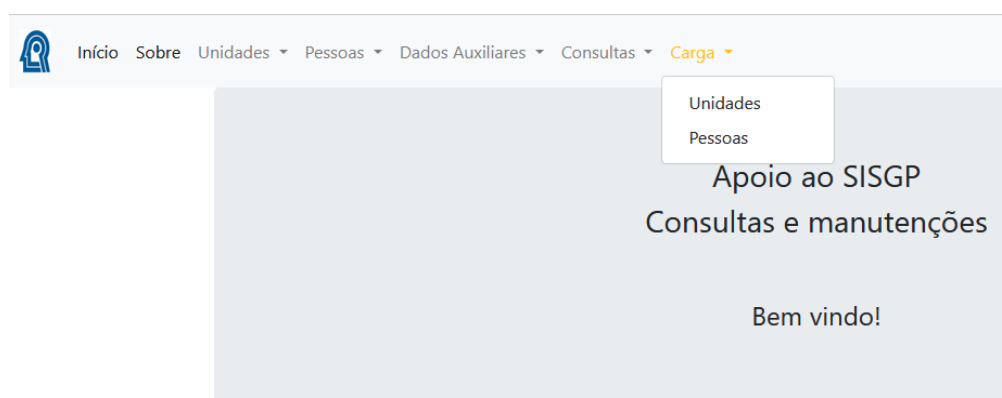 Início Sobre Unidades Pessoas Dados Auxiliares Consultas Carga
Unidades
Pessoas
Apoio ao SISGP
Consultas e manutenções
Bem vindo!